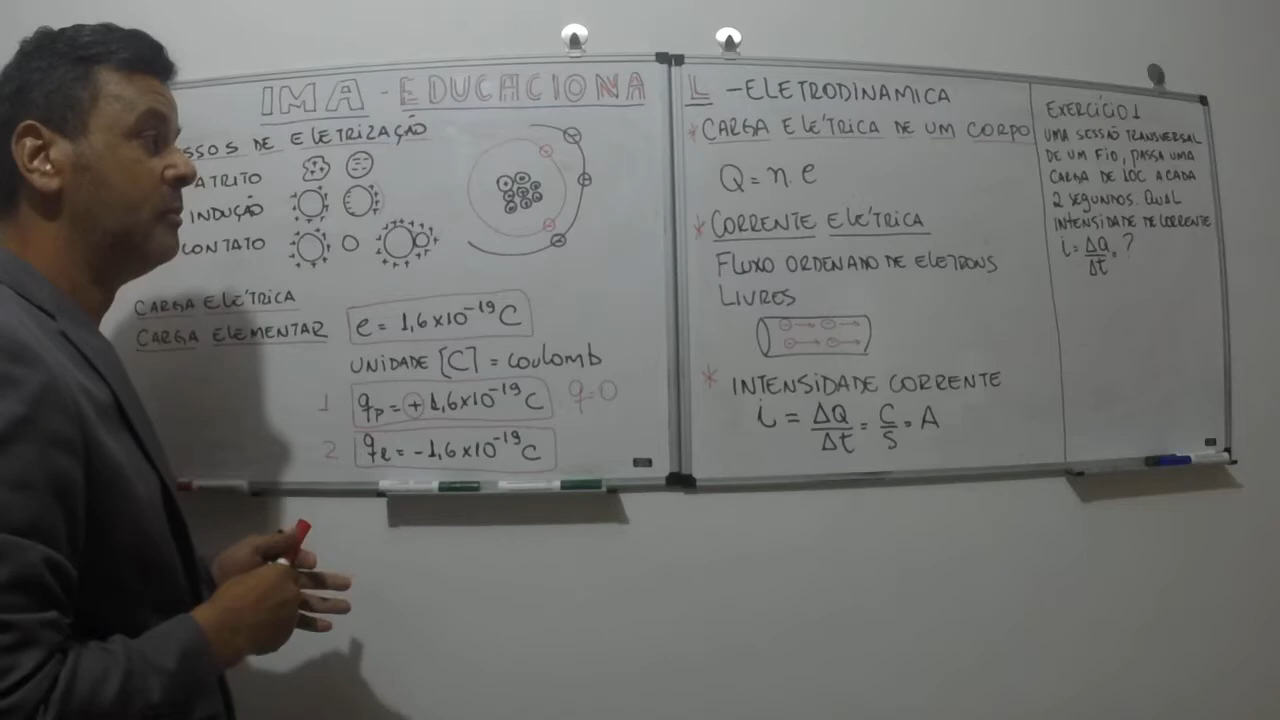 IMA - EDUCACIONAL - ELETRODINAMICA
SSOS DE ELETRIZAÇÃO
ATRITO
INDUÇÃO
CONTATO
CARGA ELÉTRICA
CARGA ELEMENTAR
e = 1,6x10⁻¹⁹ C
UNIDADE [C] = COULOMB
1 qp = + 1,6x10⁻¹⁹ C q=0
2 qe = - 1,6x10⁻¹⁹ C
* CARGA ELÉTRICA DE UM CORPO
Q = n. e
* CORRENTE ELÉTRICA
FLUXO ORDENADO DE ELETRONS
LIVRES
* INTENSIDADE CORRENTE
i = ΔQ/Δt = C/S = A
EXERCÍCIO 1
UMA SESSÃO TRANSVERSAL
DE UM FIO, PASSA UMA
CARGA DE 10C A CADA
2 SEGUNDOS. QUAL
INTENSIDADE DE CORRENTE
i = ΔQ/Δt = ?